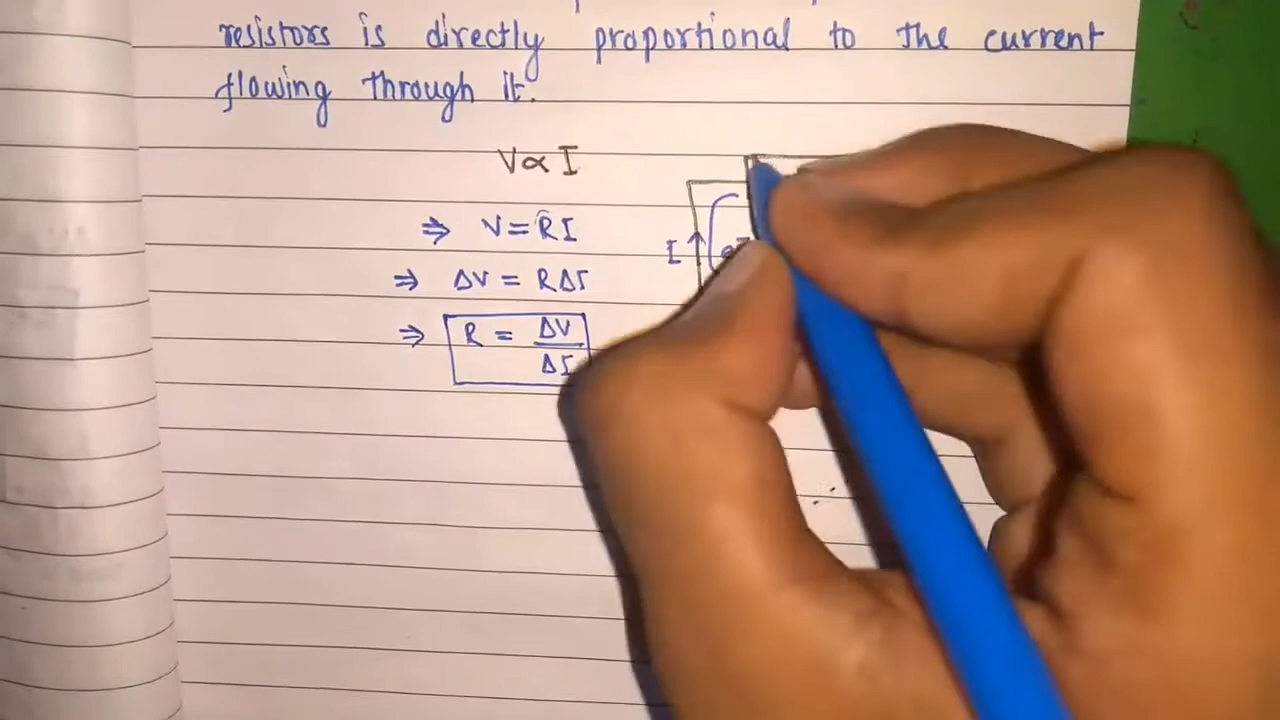 resistors is directly proportional to the current
flowing through it.
V∝I
⇒ V=RI
⇒ ΔV = RΔI
⇒ R = ΔV/ΔI
I